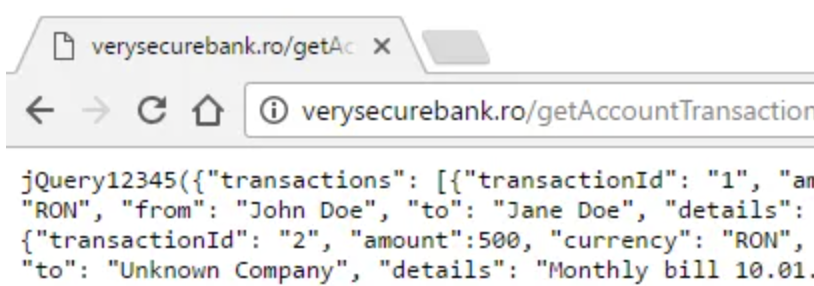 verysecurebank.ro/getAc
verysecurebank.ro/getAccountTransaction
jQuery12345({"transactions": [{"transactionId": "1", "am
"RON", "from": "John Doe", "to": "Jane Doe", "details":
{"transactionId": "2", "amount":500, "currency": "RON",
"to": "Unknown Company", "details": "Monthly bill 10.01.